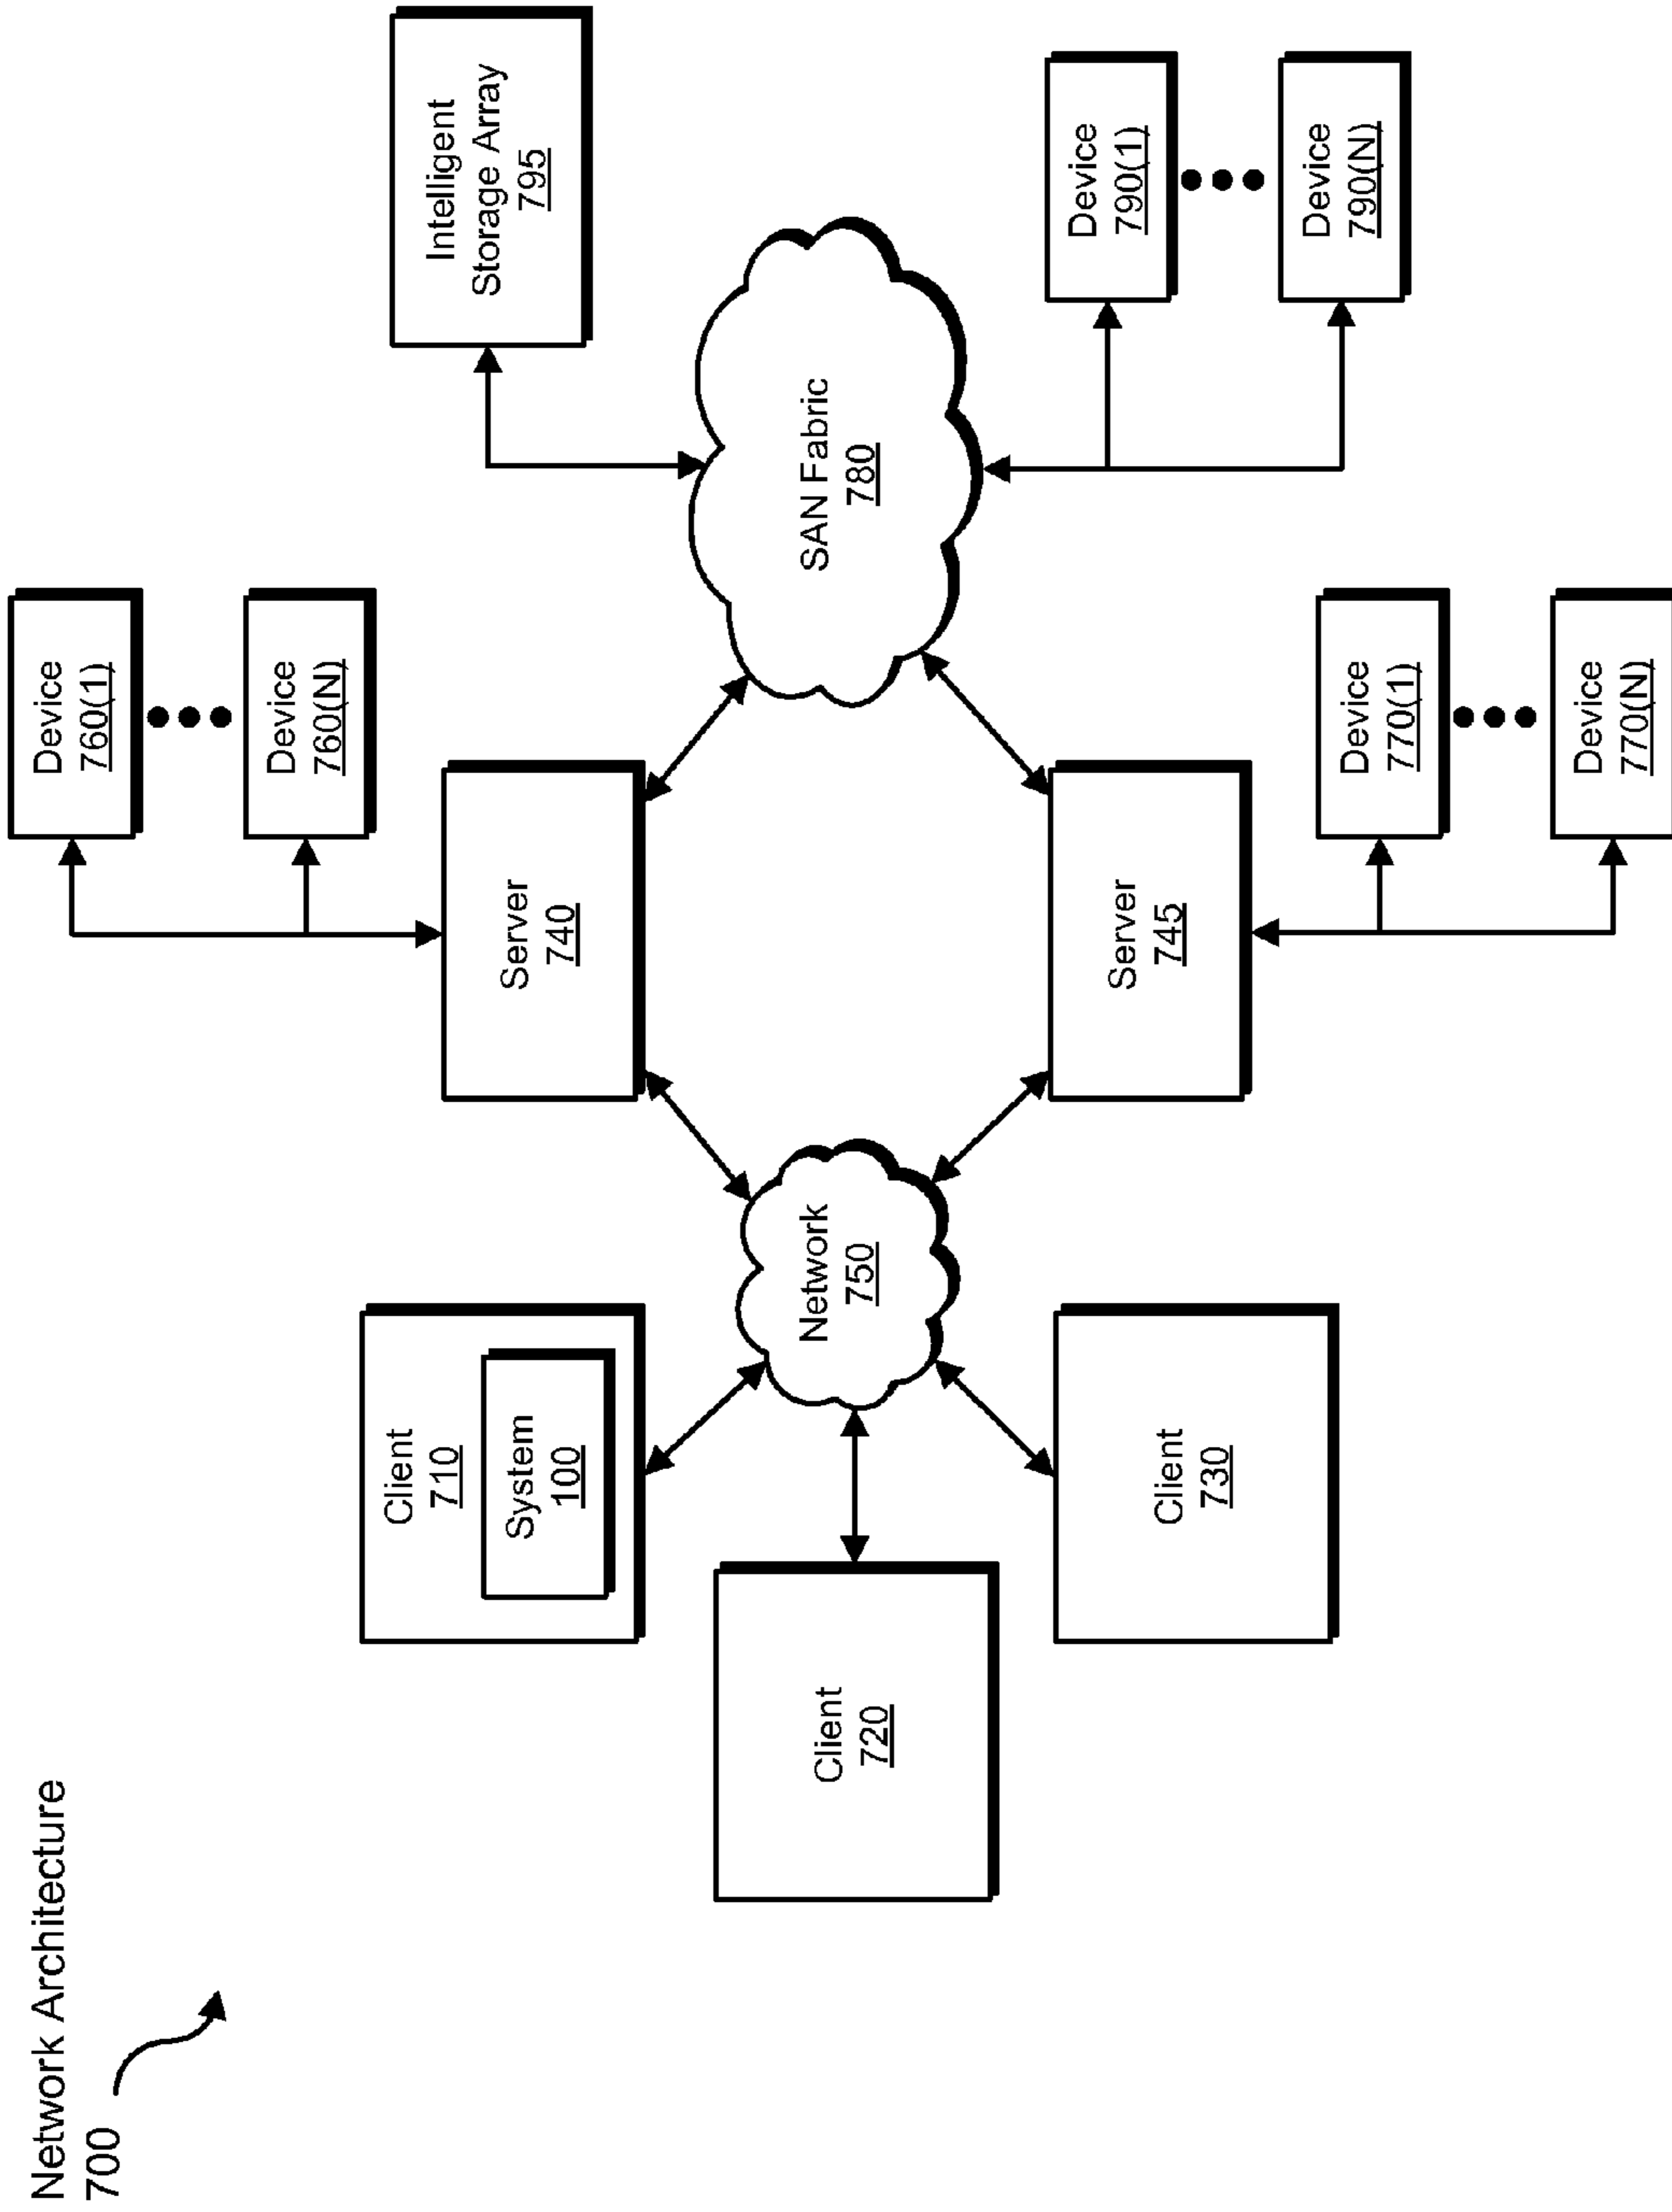 Network Architecture
700
Client
710
System
100
Client
720
Client
730
Network
750
Device
760(1)
Device
760(N)
Server
740
Server
745
Device
770(1)
Device
770(N)
SAN Fabric
780
Intelligent
Storage Array
795
Device
790(1)
Device
790(N)